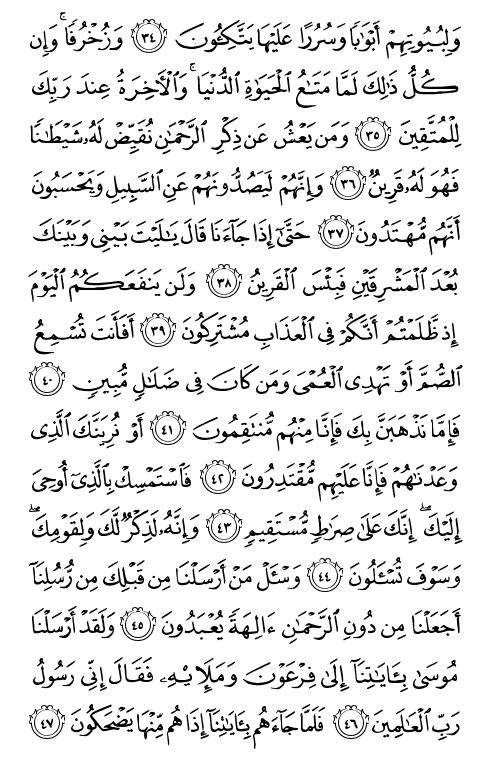 وَلِبُيُوتِهِمْ أَبْوَٰبًا وَسُرُرًا عَلَيْهَا يَتَّكِـُٔونَ ٣٤ وَزُخْرُفًا ۚ وَإِن
كُلُّ ذَٰلِكَ لَمَّا مَتَٰعُ ٱلْحَيَوٰةِ ٱلدُّنْيَا ۚ وَٱلْـَٔاخِرَةُ عِندَ رَبِّكَ
لِلْمُتَّقِينَ ٣٥ وَمَن يَعْشُ عَن ذِكْرِ ٱلرَّحْمَٰنِ نُقَيِّضْ لَهُۥ شَيْطَٰنًا
فَهُوَ لَهُۥ قَرِينٌ ٣٦ وَإِنَّهُمْ لَيَصُدُّونَهُمْ عَنِ ٱلسَّبِيلِ وَيَحْسَبُونَ
أَنَّهُم مُّهْتَدُونَ ٣٧ حَتَّىٰٓ إِذَا جَآءَنَا قَالَ يَٰلَيْتَ بَيْنِى وَبَيْنَكَ
بُعْدَ ٱلْمَشْرِقَيْنِ فَبِئْسَ ٱلْقَرِينُ ٣٨ وَلَن يَنفَعَكُمُ ٱلْيَوْمَ
إِذ ظَّلَمْتُمْ أَنَّكُمْ فِى ٱلْعَذَابِ مُشْتَرِكُونَ ٣٩ أَفَأَنتَ تُسْمِعُ
ٱلصُّمَّ أَوْ تَهْدِى ٱلْعُمْىَ وَمَن كَانَ فِى ضَلَٰلٍ مُّبِينٍ ٤٠
فَإِمَّا نَذْهَبَنَّ بِكَ فَإِنَّا مِنْهُم مُّنتَقِمُونَ ٤١ أَوْ نُرِيَنَّكَ ٱلَّذِى
وَعَدْنَٰهُمْ فَإِنَّا عَلَيْهِم مُّقْتَدِرُونَ ٤٢ فَٱسْتَمْسِكْ بِٱلَّذِىٓ أُوحِىَ
إِلَيْكَ ۖ إِنَّكَ عَلَىٰ صِرَٰطٍ مُّسْتَقِيمٍ ٤٣ وَإِنَّهُۥ لَذِكْرٌ لَّكَ وَلِقَوْمِكَ ۖ
وَسَوْفَ تُسْـَٔلُونَ ٤٤ وَسْـَٔلْ مَنْ أَرْسَلْنَا مِن قَبْلِكَ مِن رُّسُلِنَآ
أَجَعَلْنَا مِن دُونِ ٱلرَّحْمَٰنِ ءَالِهَةً يُعْبَدُونَ ٤٥ وَلَقَدْ أَرْسَلْنَا
مُوسَىٰ بِـَٔايَٰتِنَآ إِلَىٰ فِرْعَوْنَ وَمَلَإِي۟هِۦ فَقَالَ إِنِّى رَسُولُ
رَبِّ ٱلْعَٰلَمِينَ ٤٦ فَلَمَّا جَآءَهُم بِـَٔايَٰتِنَآ إِذَا هُم مِّنْهَا يَضْحَكُونَ ٤٧